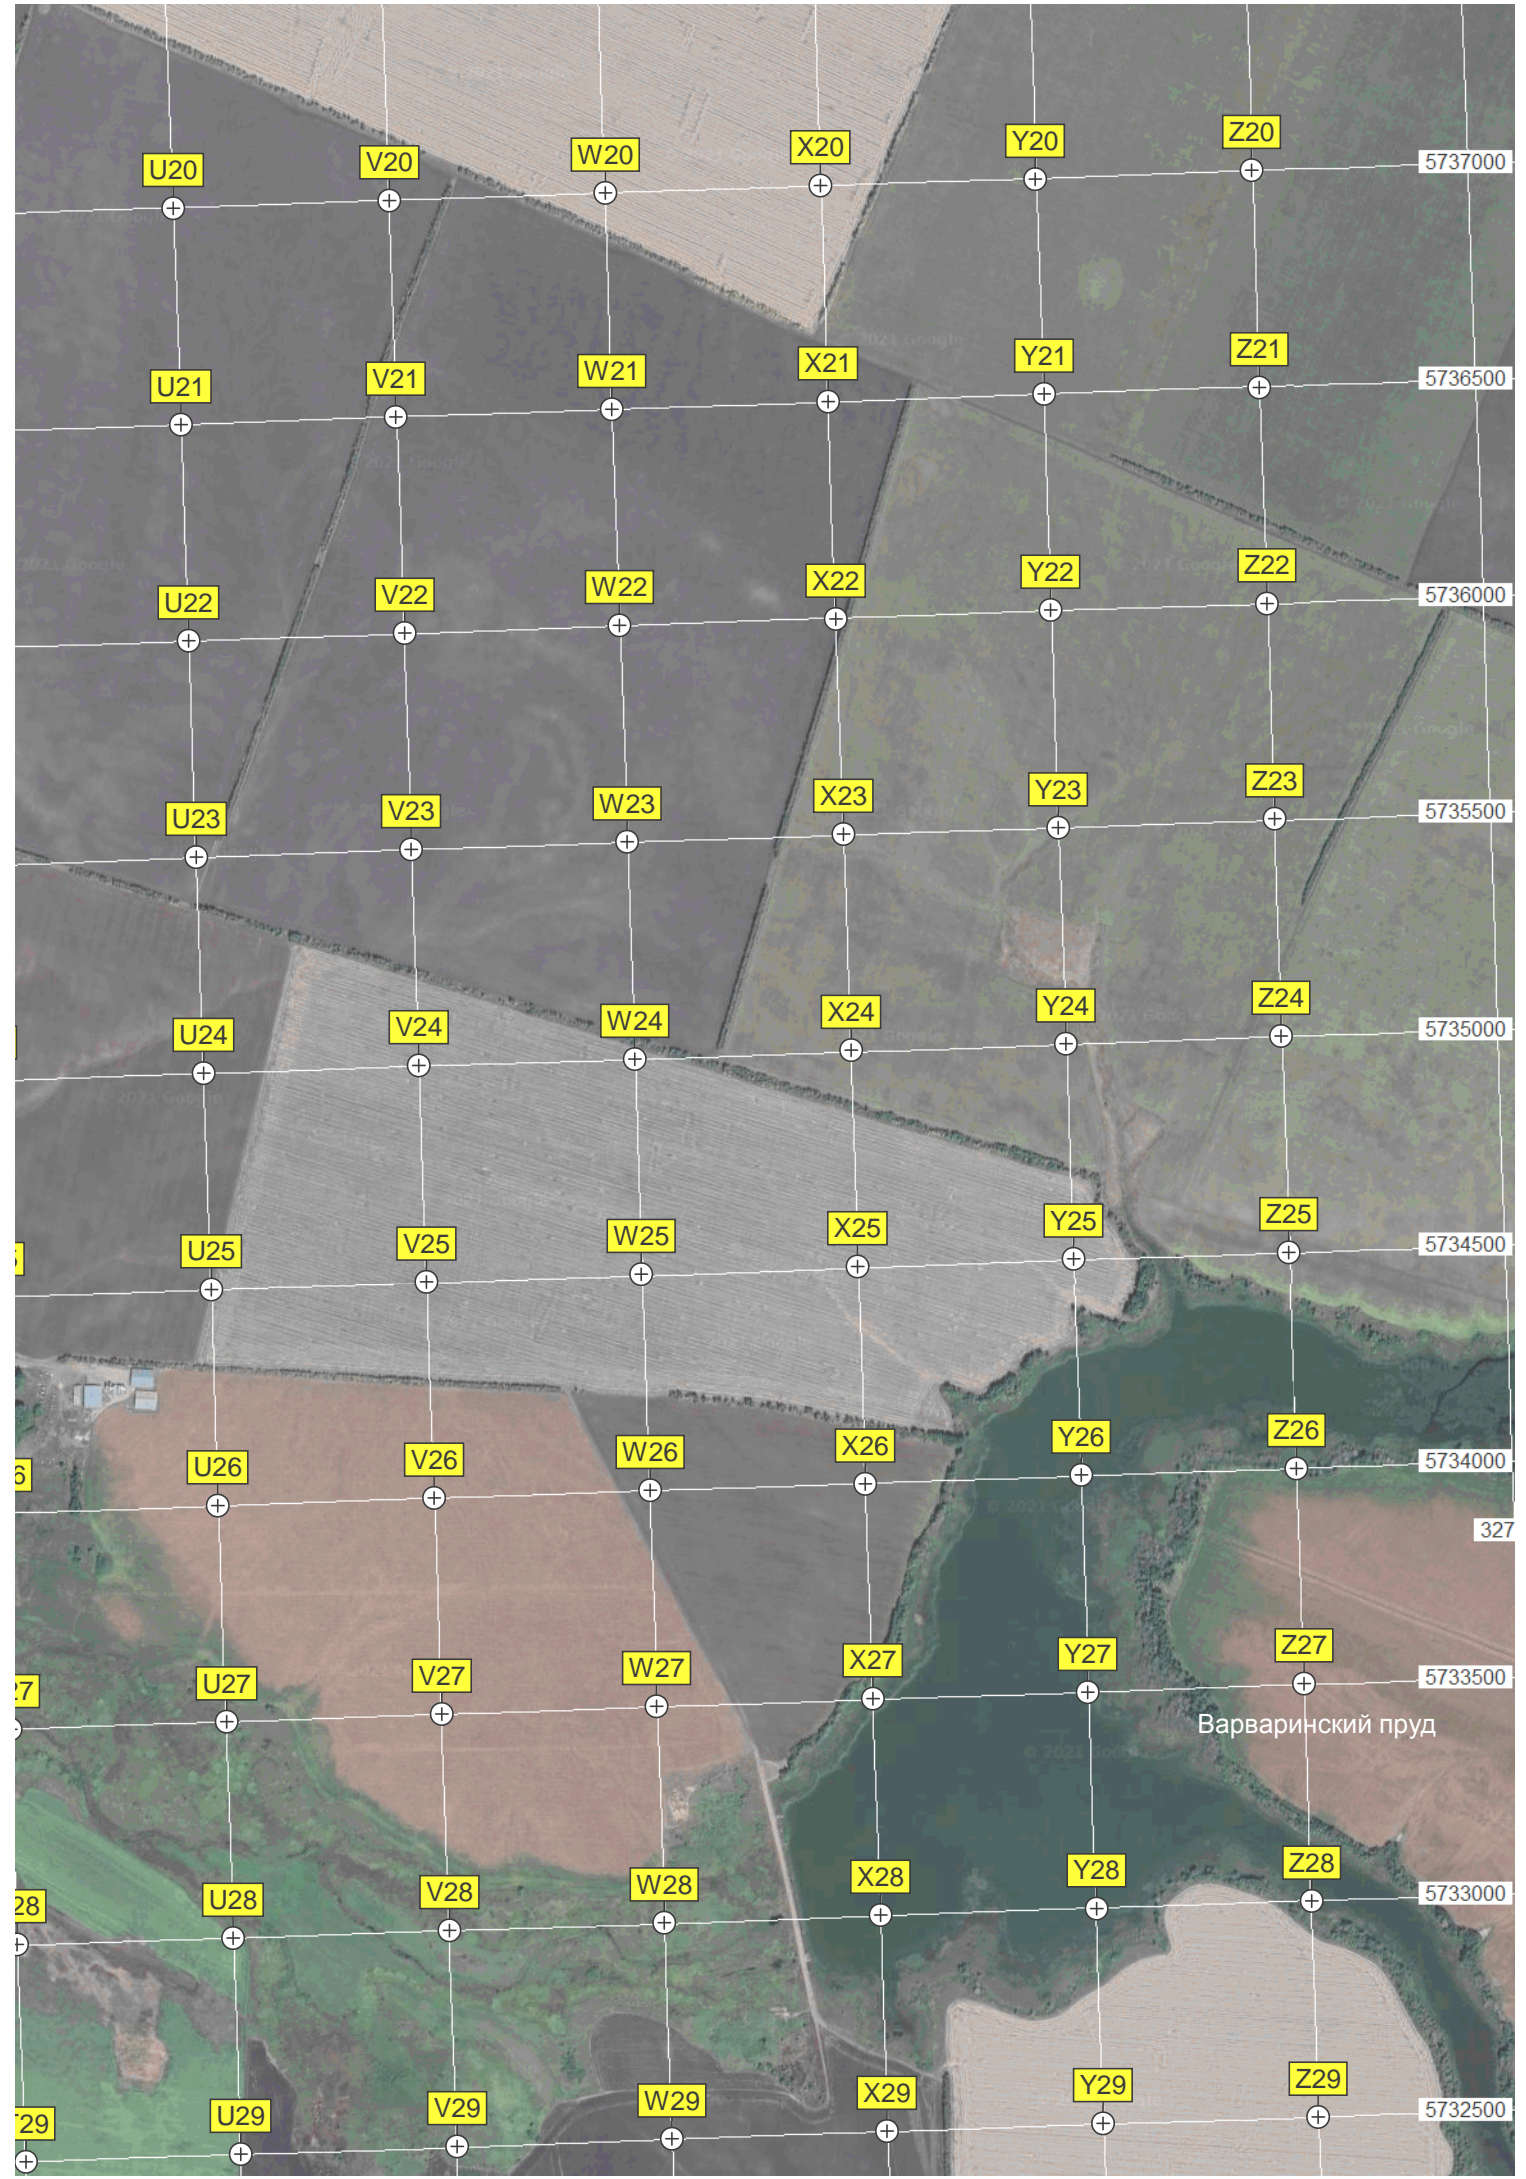 U20 V20 W20 X20 Y20 Z20 5737000
U21 V21 W21 X21 Y21 Z21 5736500
U22 V22 W22 X22 Y22 Z22 5736000
U23 V23 W23 X23 Y23 Z23 5735500
U24 V24 W24 X24 Y24 Z24 5735000
U25 V25 W25 X25 Y25 Z25 5734500
U26 V26 W26 X26 Y26 Z26 5734000
327
27 U27 V27 W27 X27 Y27 Z27 5733500
Варваринский пруд
28 U28 V28 W28 X28 Y28 Z28 5733000
29 U29 V29 W29 X29 Y29 Z29 5732500